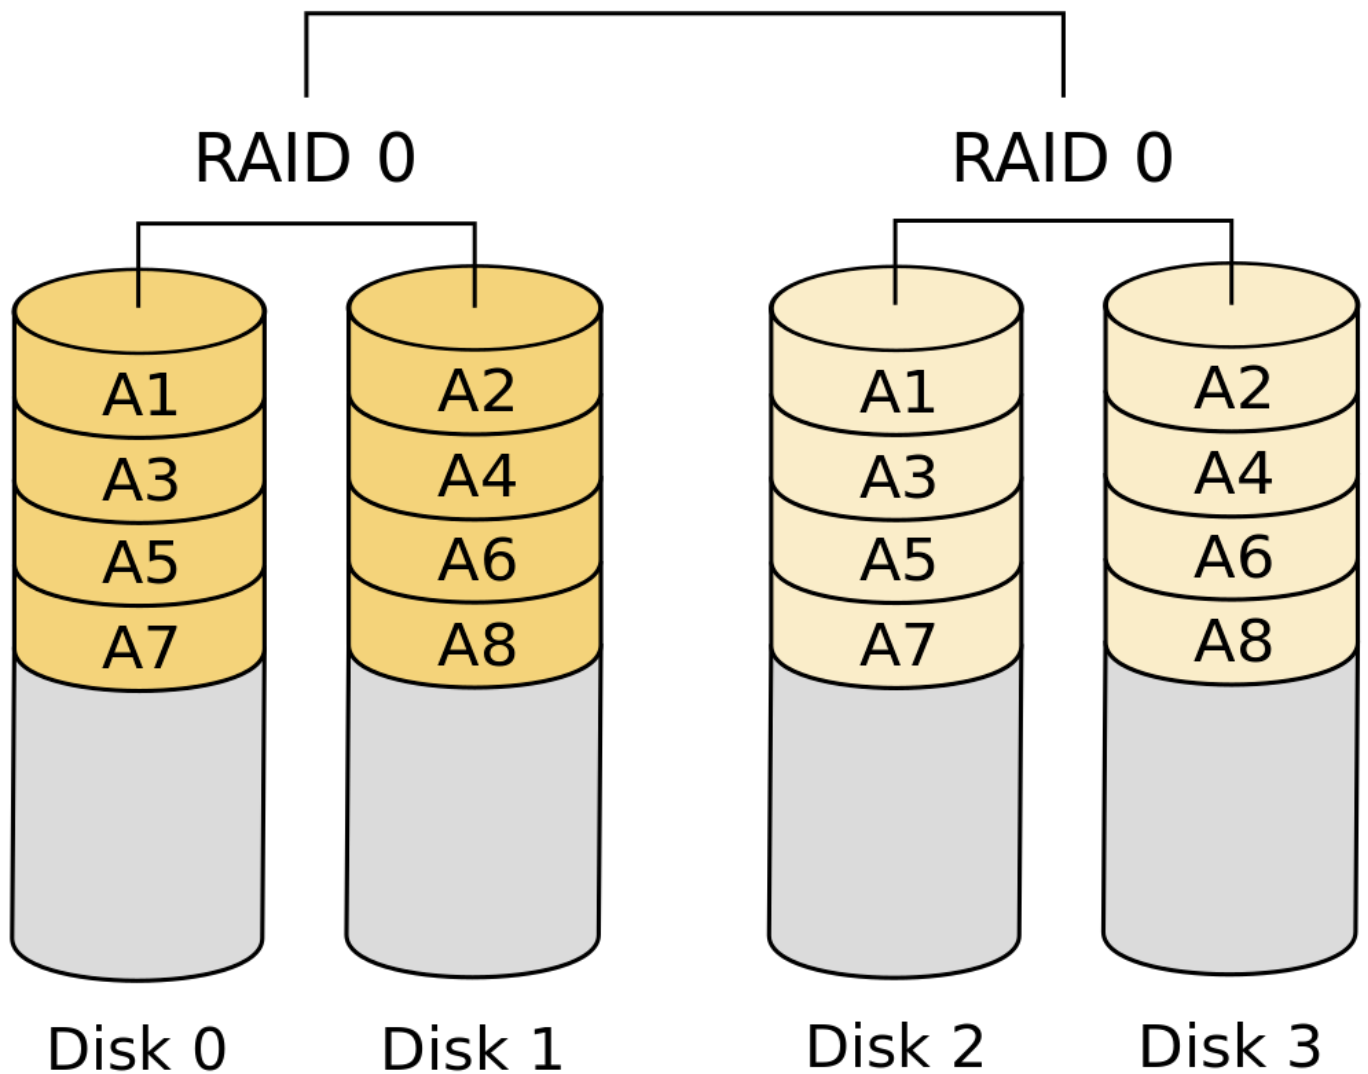 RAID 0 RAID 0
A1 A2 A1 A2
A3 A4 A3 A4
A5 A6 A5 A6
A7 A8 A7 A8
Disk 0 Disk 1 Disk 2 Disk 3